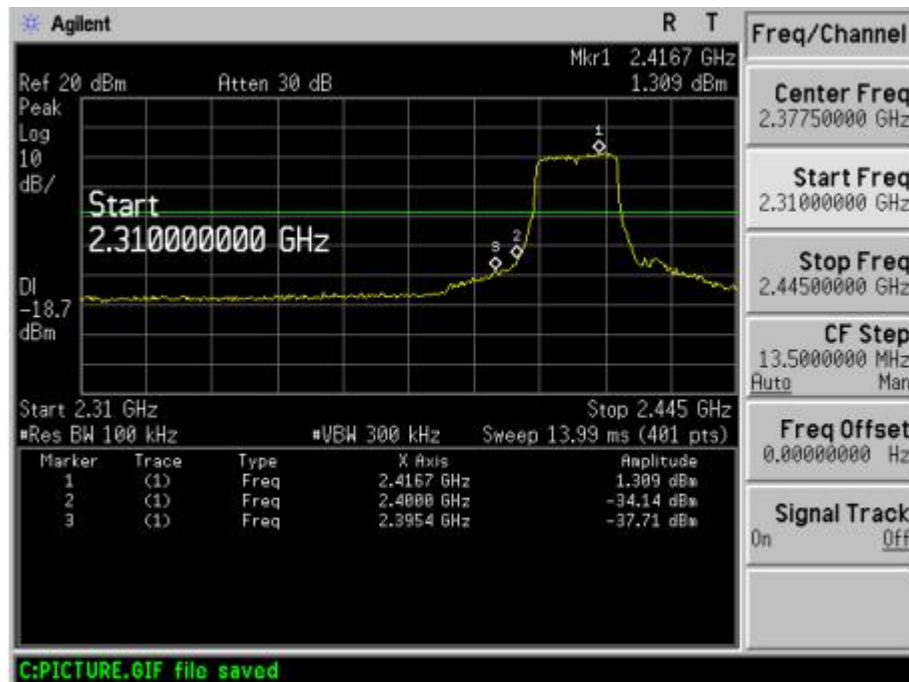 Agilent R T
Freq/Channel
Mkr1 2.4167 GHz
Ref 20 dBm Atten 30 dB 1.309 dBm
Peak
Log
10
dB/
1
Start
2.310000000 GHz
3 2
DI
-18.7
dBm
Start 2.31 GHz Stop 2.445 GHz
#Res BW 100 kHz #VBW 300 kHz Sweep 13.99 ms (401 pts)
Marker Trace Type X Axis Amplitude
1 (1) Freq 2.4167 GHz 1.309 dBm
2 (1) Freq 2.4000 GHz -34.14 dBm
3 (1) Freq 2.3954 GHz -37.71 dBm
Center Freq
2.37750000 GHz
Start Freq
2.31000000 GHz
Stop Freq
2.44500000 GHz
CF Step
13.5000000 MHz
Auto Man
Freq Offset
0.00000000 Hz
Signal Track
On Off
C:PICTURE.GIF file saved